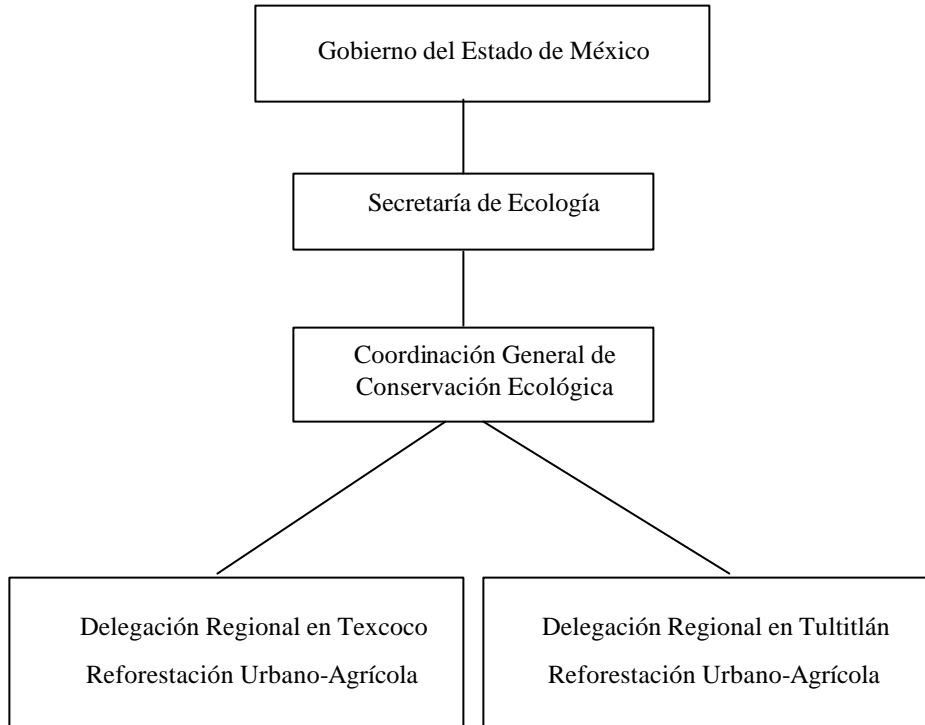 Gobierno del Estado de México
Secretaría de Ecología
Coordinación General de
Conservación Ecológica
Delegación Regional en Texcoco
Reforestación Urbano-Agrícola
Delegación Regional en Tultitlán
Reforestación Urbano-Agrícola